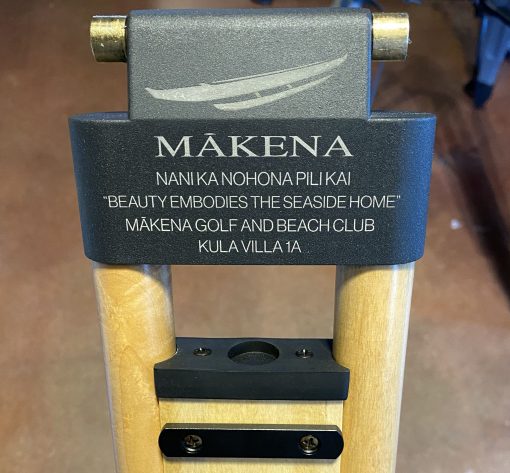 MĀKENA
NANI KA NOHONA PILI KAI
"BEAUTY EMBODIES THE SEASIDE HOME"
MĀKENA GOLF AND BEACH CLUB
KULA VILLA 1A